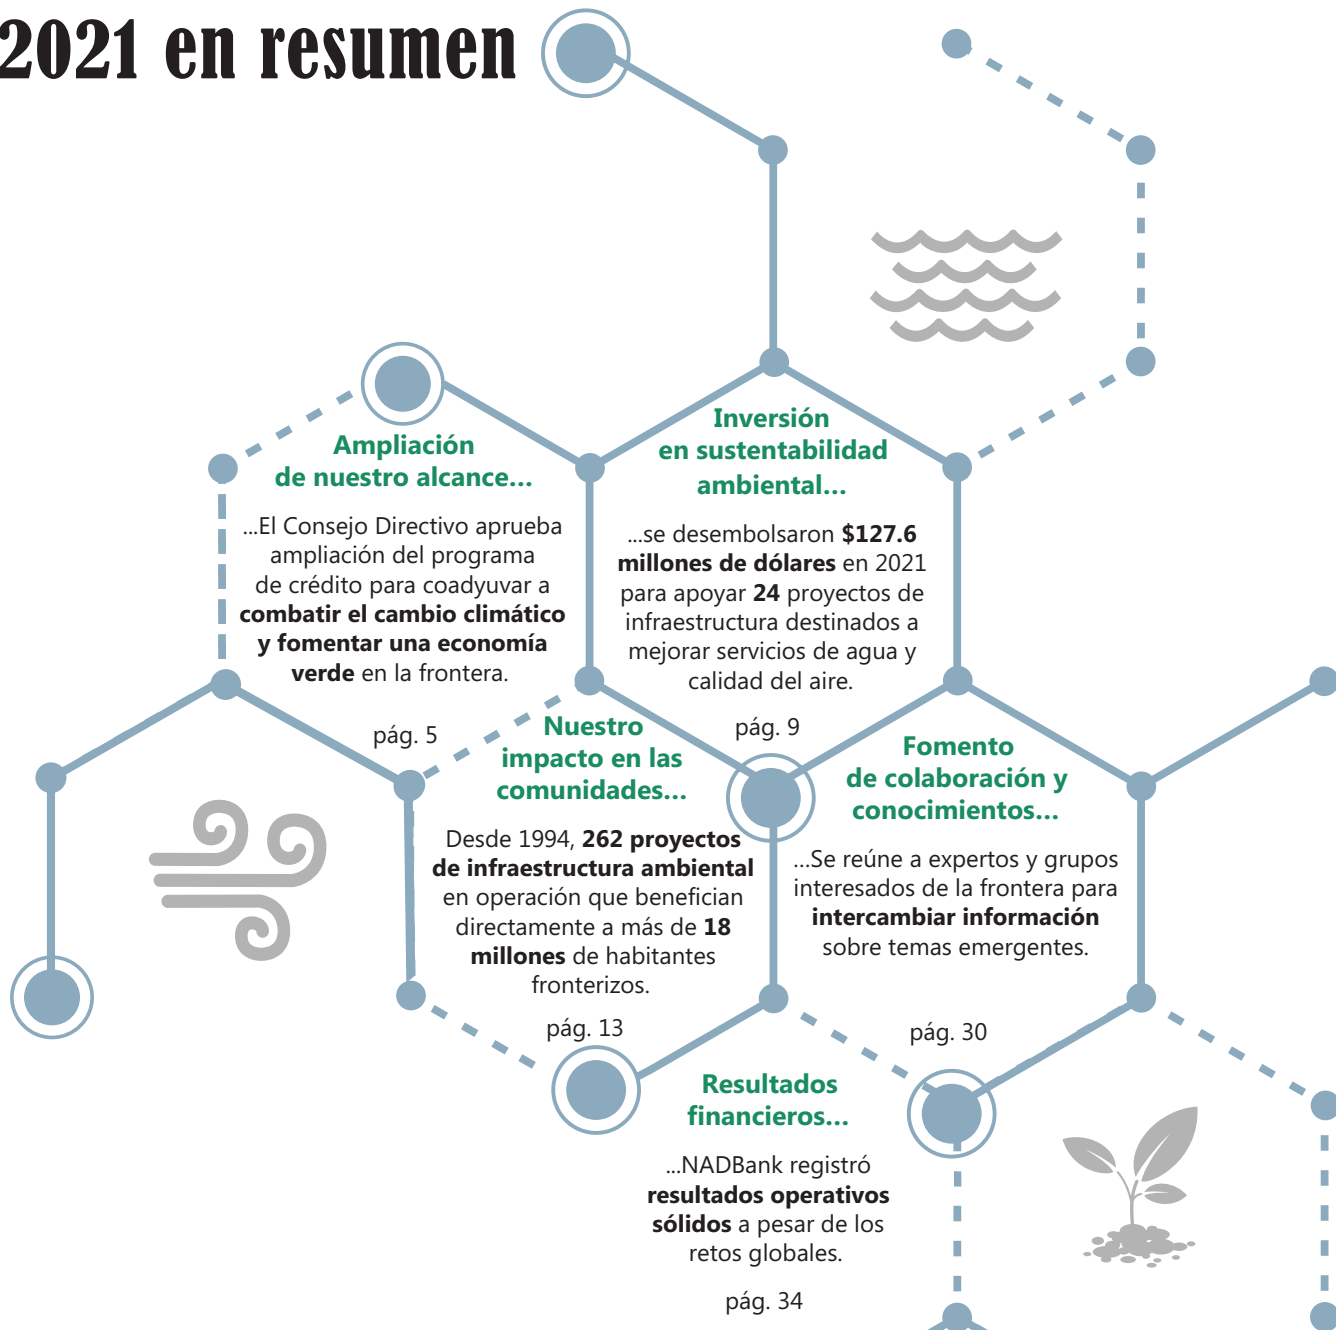 2021 en resumen
Ampliación
de nuestro alcance...
...El Consejo Directivo aprueba
ampliación del programa
de crédito para coadyuvar a
combatir el cambio climático
y fomentar una economía
verde en la frontera.
pág. 5
Inversión
en sustentabilidad
ambiental...
...se desembolsaron $127.6
millones de dólares en 2021
para apoyar 24 proyectos de
infraestructura destinados a
mejorar servicios de agua y
calidad del aire.
pág. 9
Nuestro
impacto en las
comunidades...
Desde 1994, 262 proyectos
de infraestructura ambiental
en operación que benefician
directamente a más de 18
millones de habitantes
fronterizos.
pág. 13
Fomento
de colaboración y
conocimientos...
...Se reúne a expertos y grupos
interesados de la frontera para
intercambiar información
sobre temas emergentes.
pág. 30
Resultados
financieros...
...NADBank registró
resultados operativos
sólidos a pesar de los
retos globales.
pág. 34